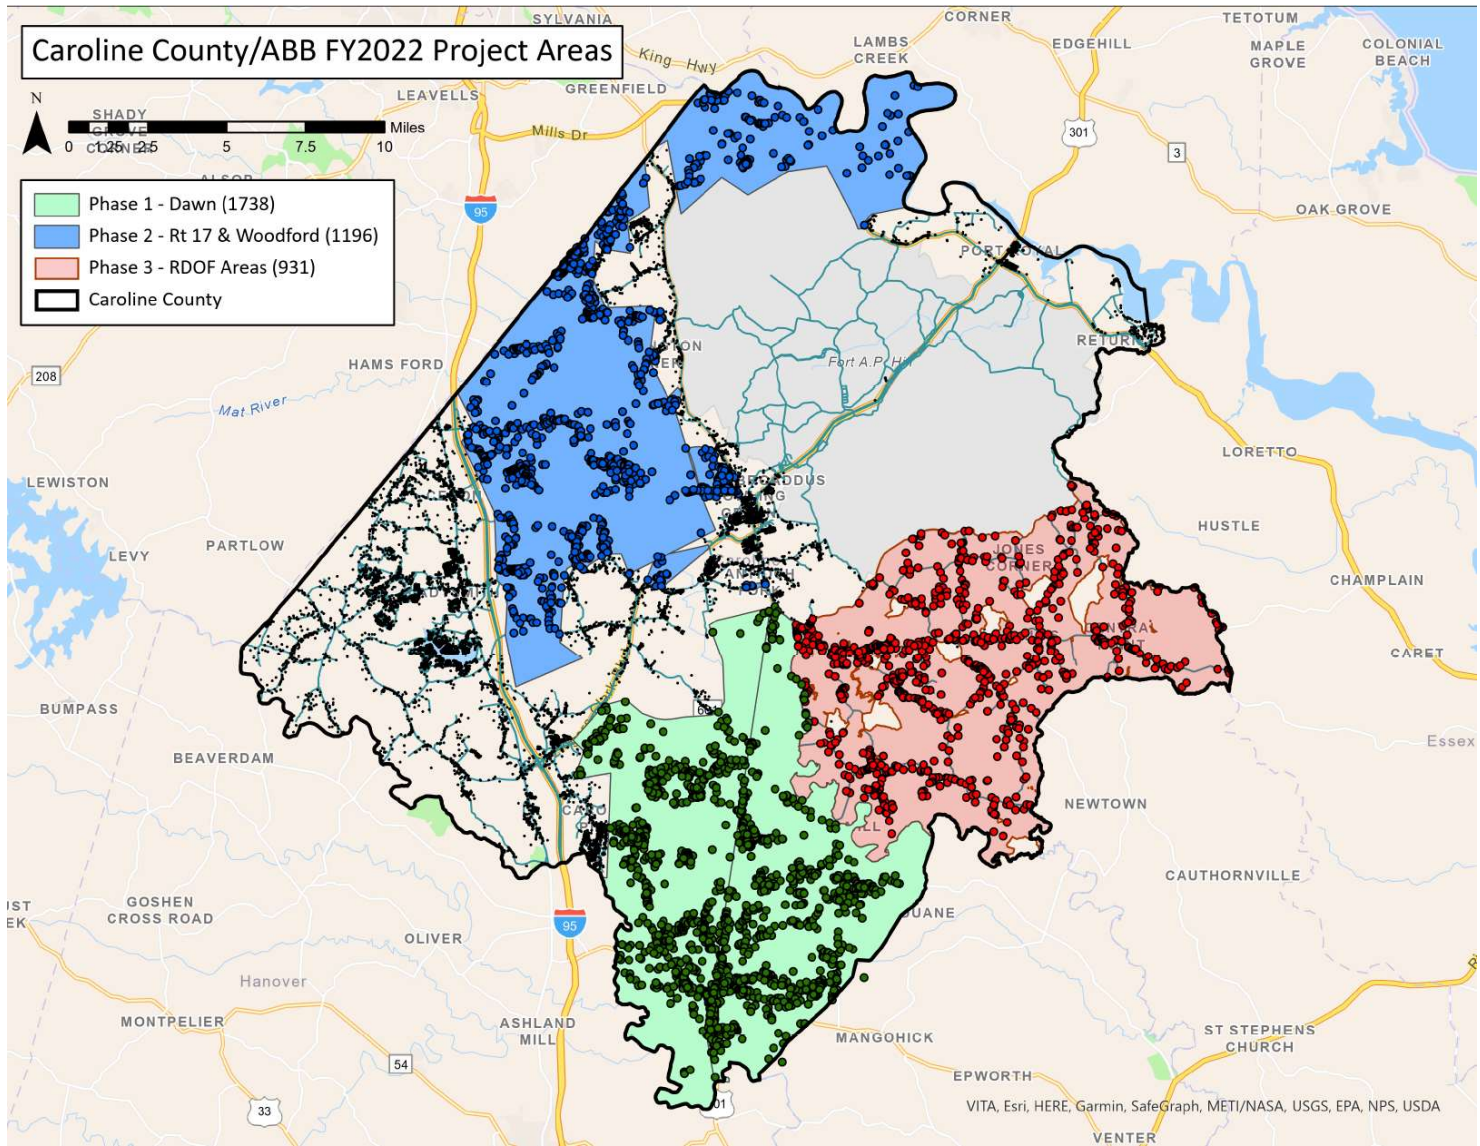 Caroline County/ABB FY2022 Project Areas
N
Miles
0 1.25 2.5 5 7.5 10
Phase 1 - Dawn (1738)
Phase 2 - Rt 17 & Woodford (1196)
Phase 3 - RDOF Areas (931)
Caroline County
SYLVANIA
CORNER
TETOTUM
King Hwy
LAMBS
CREEK
EDGEHILL
MAPLE
GROVE
COLONIAL
BEACH
LEAVELLS
GREENFIELD
SHADY
GROVE
CORNER
Mills Dr
301
3
95
OAK GROVE
PORT ROYAL
HAMS FORD
208
Mat River
Fort A.P. Hill
RETURN
LORETTO
LEWISTON
BROADDUS
HUSTLE
LEVY
PARTLOW
JONES
CORNER
CHAMPLAIN
CARET
BUMPASS
Essex
BEAVERDAM
NEWTOWN
GOSHEN
CROSS ROAD
CAUTHORNVILLE
95
OLIVER
Hanover
MONTPELIER
ASHLAND
MILL
MANGOHICK
ST STEPHENS
CHURCH
54
EPWORTH
33
VITA, Esri, HERE, Garmin, SafeGraph, METI/NASA, USGS, EPA, NPS, USDA
VENTER